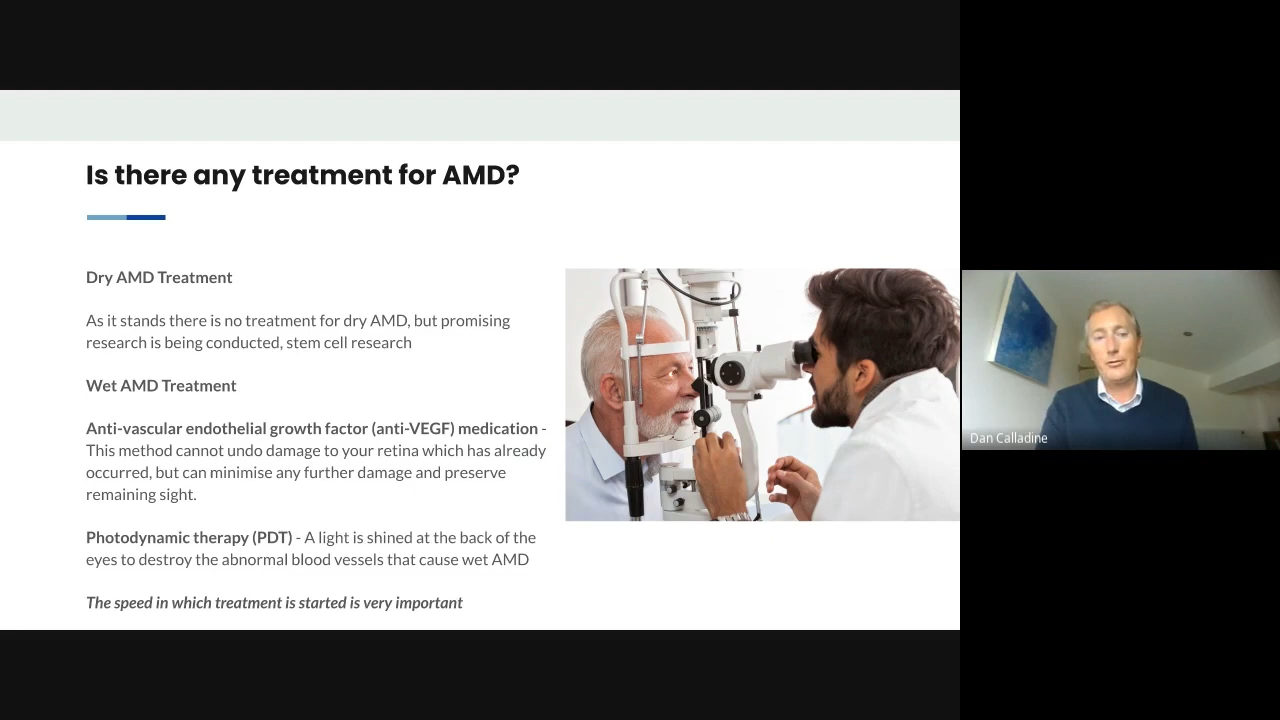 Is there any treatment for AMD?
Dry AMD Treatment
As it stands there is no treatment for dry AMD, but promising
research is being conducted, stem cell research
Wet AMD Treatment
Anti-vascular endothelial growth factor (anti-VEGF) medication -
This method cannot undo damage to your retina which has already
occurred, but can minimise any further damage and preserve
remaining sight.
Photodynamic therapy (PDT) - A light is shined at the back of the
eyes to destroy the abnormal blood vessels that cause wet AMD
The speed in which treatment is started is very important
Dan Calladine